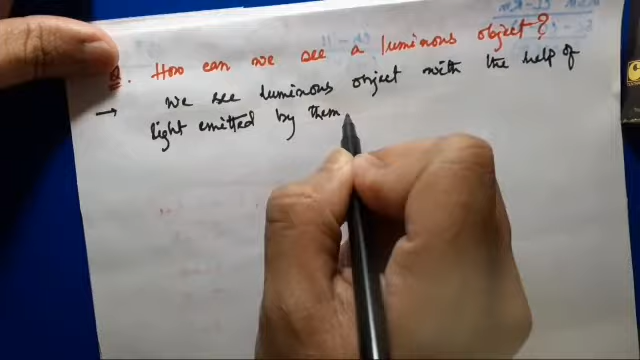 Q. How can we see a luminous object?
→ We see luminous object with the help of
light emitted by them